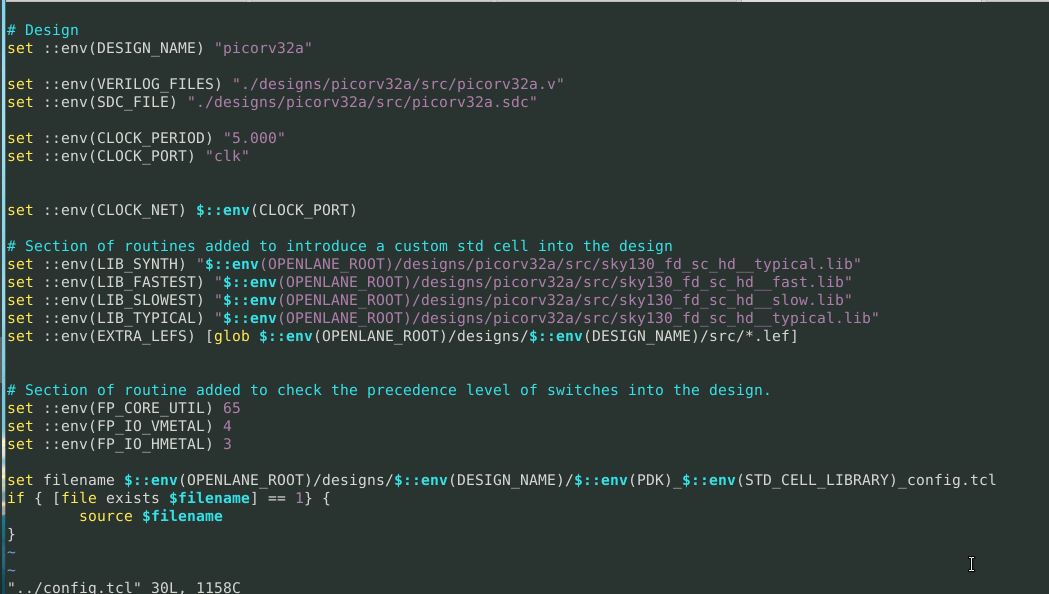 # Design
set ::env(DESIGN_NAME) "picorv32a"
set ::env(VERILOG_FILES) "./designs/picorv32a/src/picorv32a.v"
set ::env(SDC_FILE) "./designs/picorv32a/src/picorv32a.sdc"
set ::env(CLOCK_PERIOD) "5.000"
set ::env(CLOCK_PORT) "clk"
set ::env(CLOCK_NET) $::env(CLOCK_PORT)
# Section of routines added to introduce a custom std cell into the design
set ::env(LIB_SYNTH) "$::env(OPENLANE_ROOT)/designs/picorv32a/src/sky130_fd_sc_hd__typical.lib"
set ::env(LIB_FASTEST) "$::env(OPENLANE_ROOT)/designs/picorv32a/src/sky130_fd_sc_hd__fast.lib"
set ::env(LIB_SLOWEST) "$::env(OPENLANE_ROOT)/designs/picorv32a/src/sky130_fd_sc_hd__slow.lib"
set ::env(LIB_TYPICAL) "$::env(OPENLANE_ROOT)/designs/picorv32a/src/sky130_fd_sc_hd__typical.lib"
set ::env(EXTRA_LEFS) [glob $::env(OPENLANE_ROOT)/designs/$::env(DESIGN_NAME)/src/*.lef]
# Section of routine added to check the precedence level of switches into the design.
set ::env(FP_CORE_UTIL) 65
set ::env(FP_IO_VMETAL) 4
set ::env(FP_IO_HMETAL) 3
set filename $::env(OPENLANE_ROOT)/designs/$::env(DESIGN_NAME)/$::env(PDK)_$::env(STD_CELL_LIBRARY)_config.tcl
if { [file exists $filename] == 1} {
        source $filename
}
~
~
"../config.tcl" 30L, 1158C